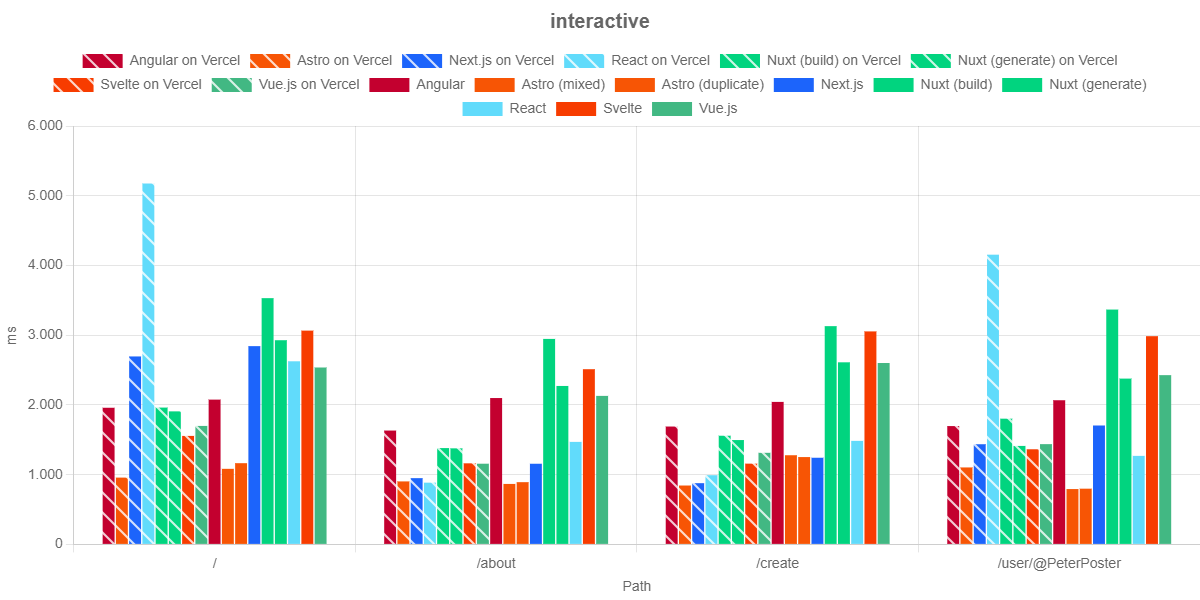 interactive
Angular on Vercel Astro on Vercel Next.js on Vercel React on Vercel Nuxt (build) on Vercel Nuxt (generate) on Vercel
Svelte on Vercel Vue.js on Vercel Angular Astro (mixed) Astro (duplicate) Next.js Nuxt (build) Nuxt (generate)
React Svelte Vue.js
6.000
5.000
4.000
3.000
2.000
1.000
0
ms
/ /about /create /user/@PeterPoster
Path